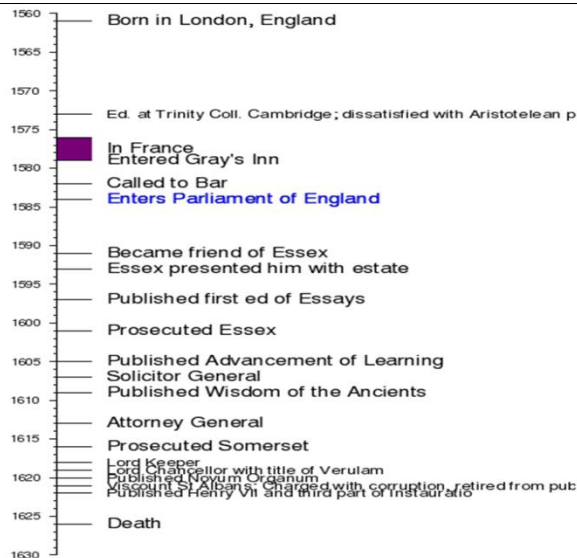 1560
Born in London, England
1565
1570
Ed. at Trinity Coll. Cambridge; dissatisfied with Aristotelean p
1575
In France
Entered Gray's Inn
1580
Called to Bar
Enters Parliament of England
1585
1590
Became friend of Essex
Essex presented him with estate
1595
Published first ed of Essays
1600
Prosecuted Essex
1605
Published Advancement of Learning
Solicitor General
Published Wisdom of the Ancients
1610
Attorney General
1615
Prosecuted Somerset
Lord Keeper
Lord Chancellor with title of Verulam
1620
Published Novum Organum
Viscount St Albans; Charged with corruption, retired from pub
Published Henry VII and third part of Instauratio
1625
Death
1630